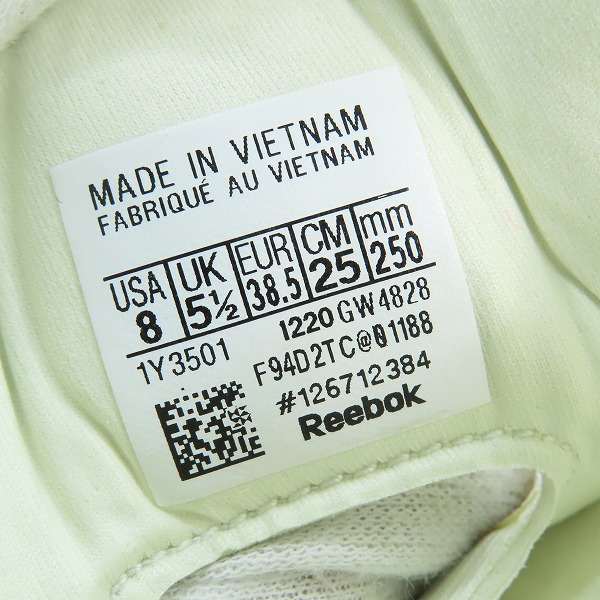 MADE IN VIETNAM
FABRIQUÉ AU VIETNAM
USA UK EUR CM mm
8 5½ 38.5 25 250
1Y3501 1220 GW4828
F94D2TC@01188
#126712384
Reebok